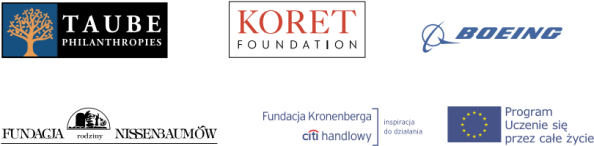 TAUBE
PHILANTHROPIES
KORET
FOUNDATION
BOEING
FUNDACJA rodziny NISSENBAUMÓW
Fundacja Kronenberga
citi handlowy
inspiracja
do działania
Program
Uczenie się
przez całe życie